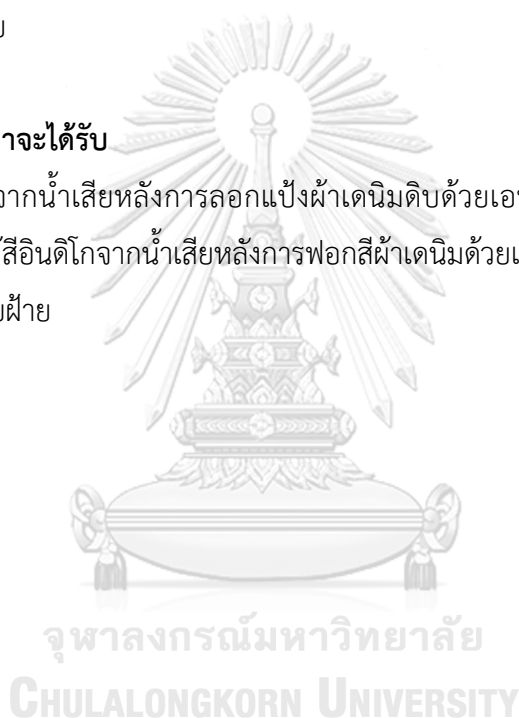 าจะได้รับ
จากน้ำเสียหลังการลอกแป้งผ้าเดนิมดิบด้วยเอน
สีอินดิโกจากน้ำเสียหลังการฟอกสีผ้าเดนิมด้วยเ
ยฝ้าย
จุฬาลงกรณ์มหาวิทยาลัย
CHULALONGKORN UNIVERSITY